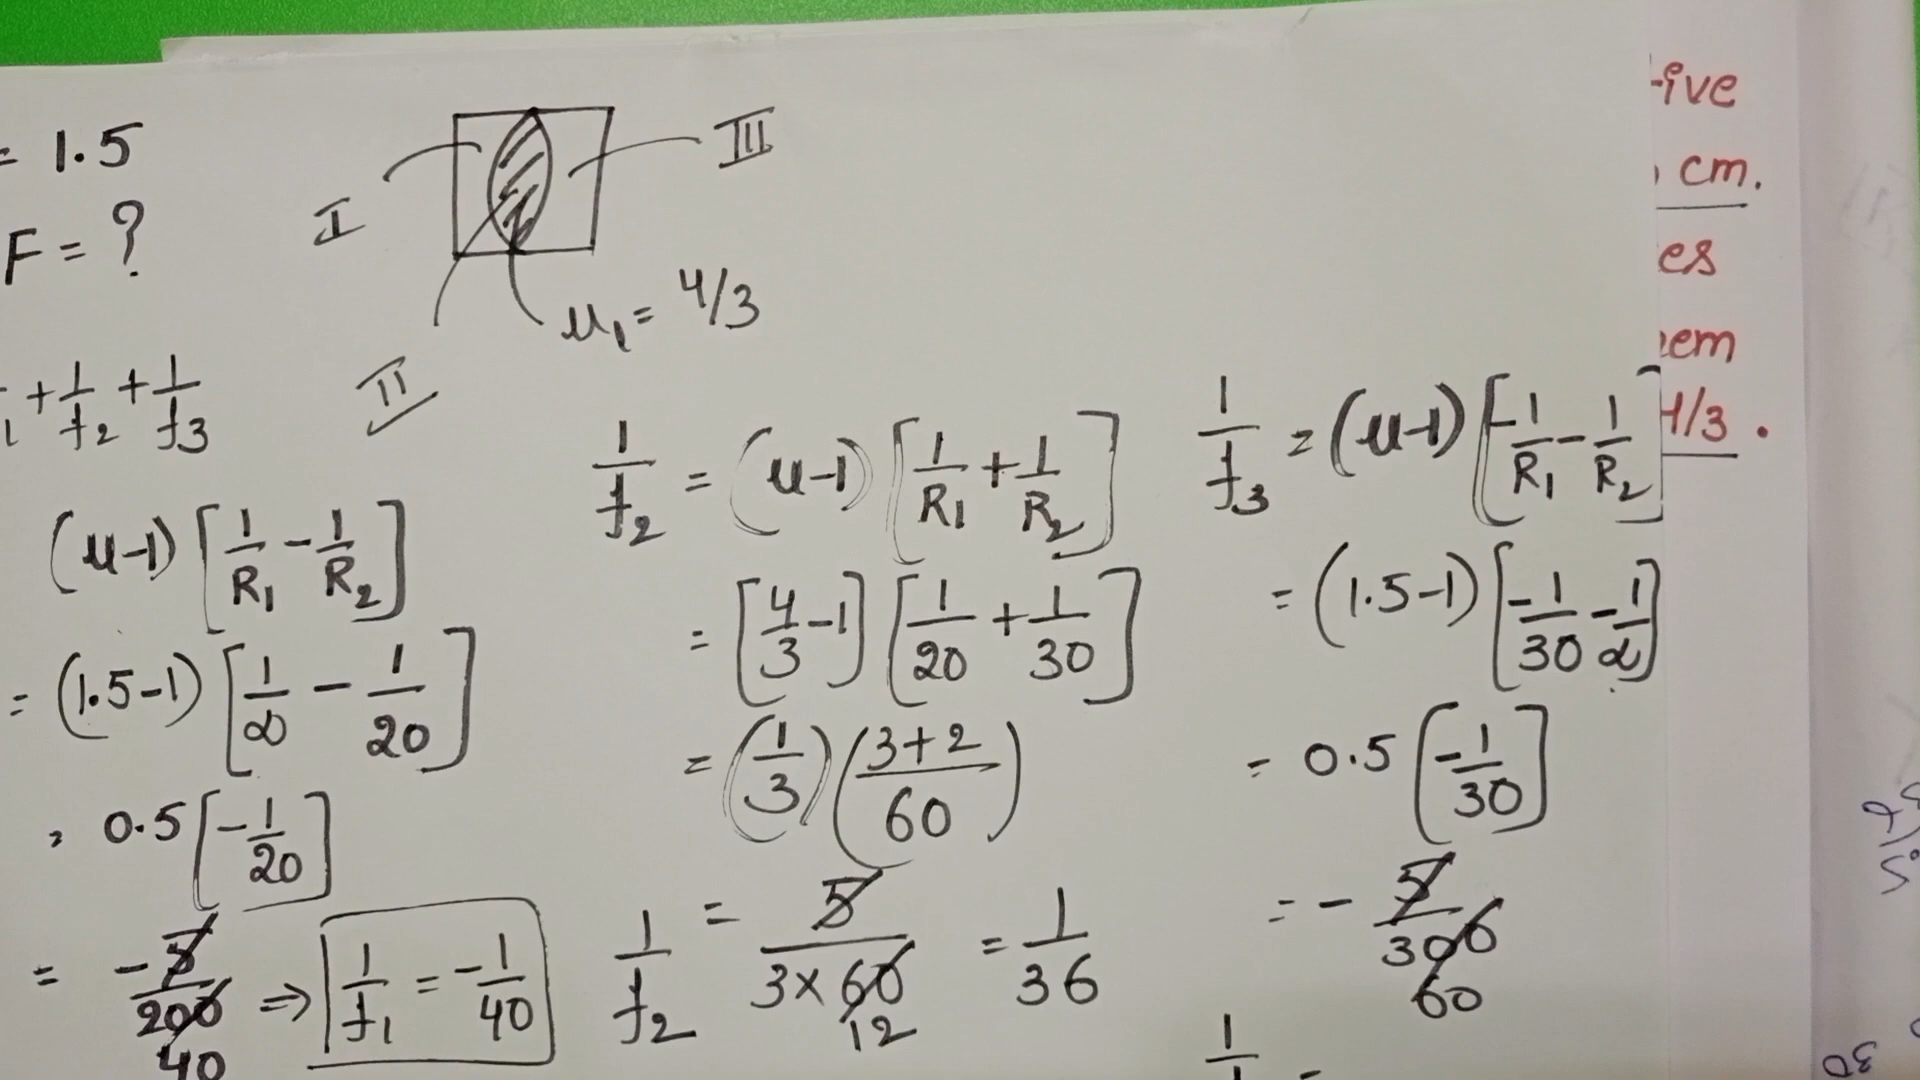 = 1.5
F = ?
I
II
III
μ₁ = 4/3
-ive
cm.
es
em
4/3.
+ 1/f₂ + 1/f₃
(μ-1) [1/R₁ - 1/R₂]
= (1.5-1) [1/∝ - 1/20]
= 0.5 [-1/20]
= - 5/200 40 ⇒ 1/f₁ = -1/40
1/f₂ = (μ-1) [1/R₁ + 1/R₂]
= [4/3 - 1] [1/20 + 1/30]
= (1/3) (3+2/60)
1/f₂ = 5/3×60 12 = 1/36
1/f₃ = (μ-1) [-1/R₁ - 1/R₂]
= (1.5-1) [-1/30 - 1/∝]
= 0.5 [-1/30]
= - 5/300 60
30